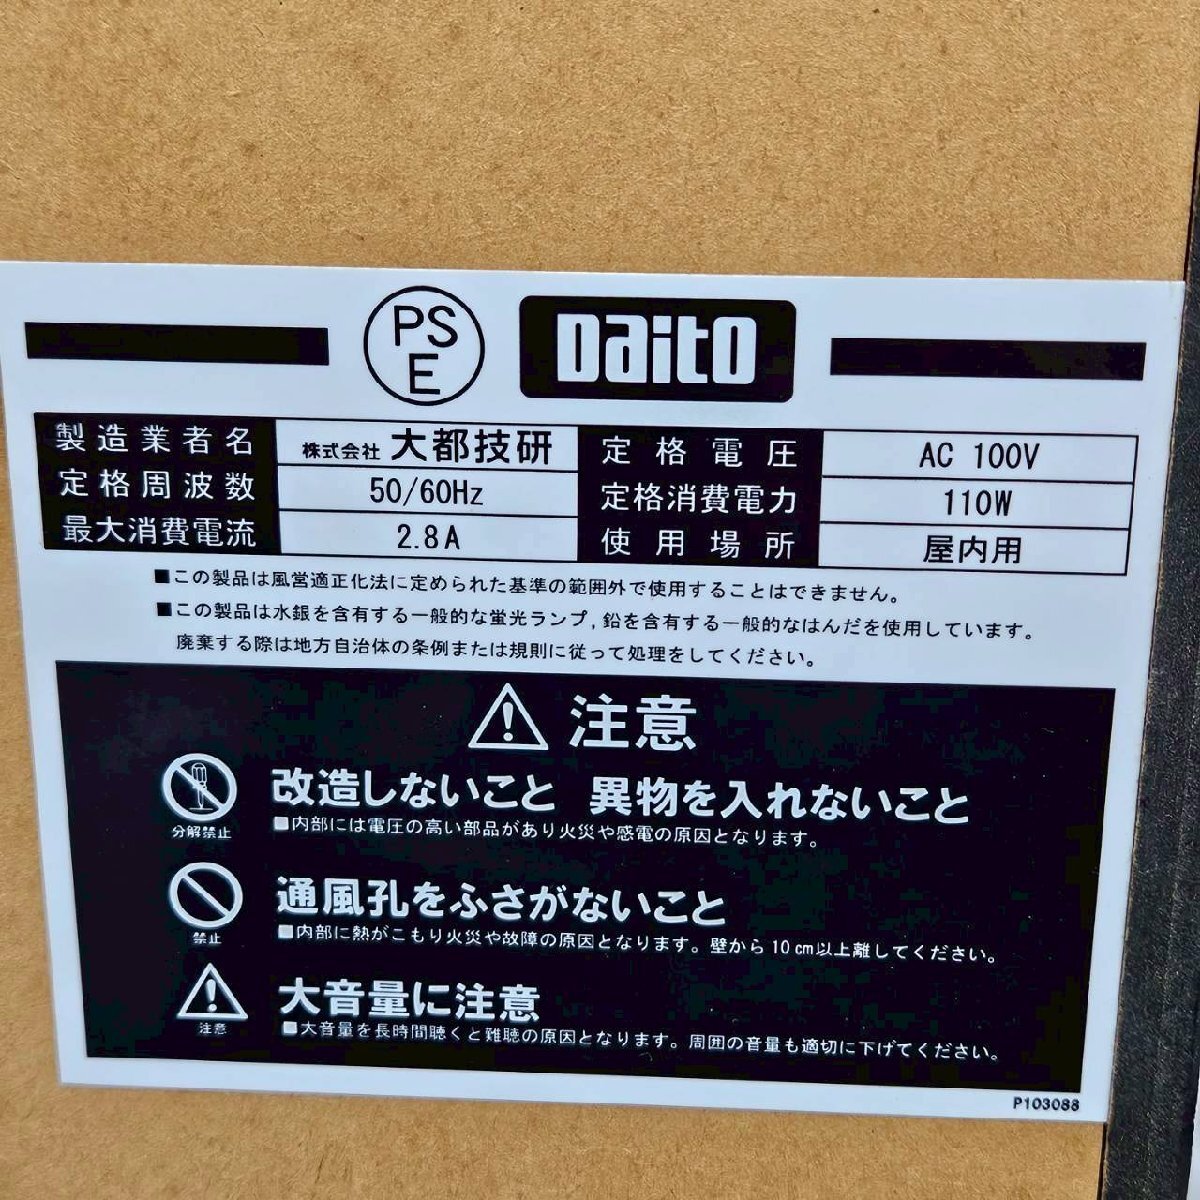 PS
E
Daito
製造業者名 株式会社 大都技研 定格電圧 AC 100V
定格周波数 50/60Hz 定格消費電力 110W
最大消費電流 2.8A 使用場所 屋内用
■この製品は風営適正化法に定められた基準の範囲外で使用することはできません。
■この製品は水銀を含有する一般的な蛍光ランプ,鉛を含有する一般的なはんだを使用しています。
廃棄する際は地方自治体の条例または規則に従って処理をしてください。
注意
改造しないこと 異物を入れないこと
分解禁止
■内部には電圧の高い部品があり火災や感電の原因となります。
通風孔をふさがないこと
禁止
■内部に熱がこもり火災や故障の原因となります。壁から10cm以上離してください。
大音量に注意
注意
■大音量を長時間聴くと難聴の原因となります。周囲の音量も適切に下げてください。
P103088